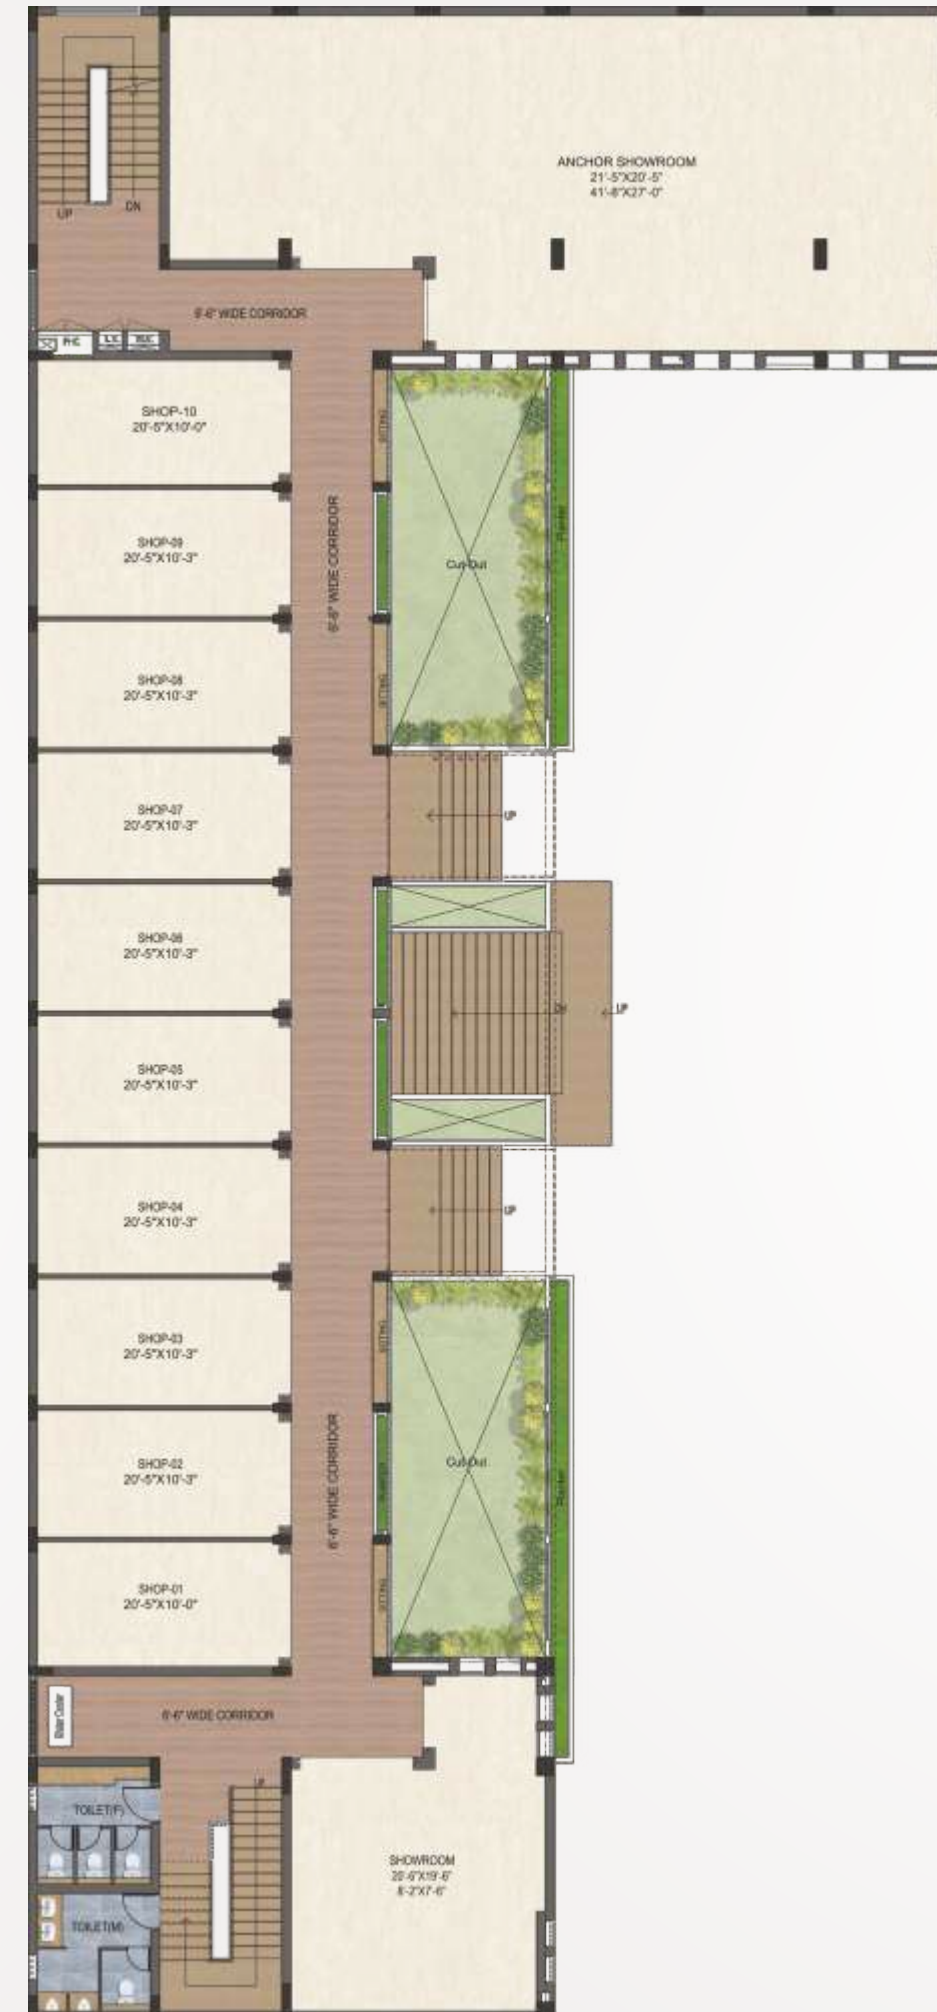 ANCHOR SHOWROOM
21'-5"X20'-5"
41'-8"X27'-0"
UP
DN
6'-6" WIDE CORRIDOR
SHOP-10
20'-5"X10'-0"
SHOP-09
20'-5"X10'-3"
6'-6" WIDE CORRIDOR
Cut-Out
Planter
SHOP-08
20'-5"X10'-3"
SHOP-07
20'-5"X10'-3"
UP
SHOP-06
20'-5"X10'-3"
UP
SHOP-05
20'-5"X10'-3"
SHOP-04
20'-5"X10'-3"
UP
SHOP-03
20'-5"X10'-3"
SHOP-02
20'-5"X10'-3"
6'-6" WIDE CORRIDOR
Cut-Out
Planter
SHOP-01
20'-5"X10'-0"
6'-6" WIDE CORRIDOR
Water Cooler
UP
TOILET(F)
SHOWROOM
20'-6"X19'-6"
8'-2"X7'-6"
TOILET(M)